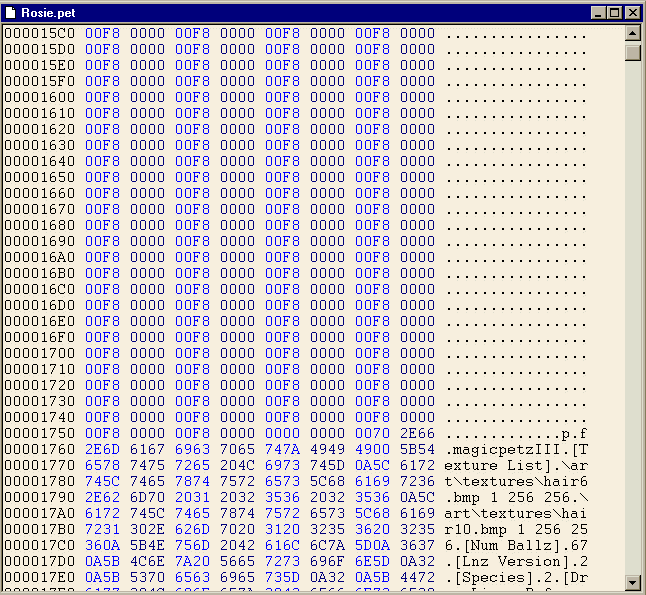 Rosie.pet
000015C0 00F8 0000 00F8 0000 00F8 0000 00F8 0000 ................
000015D0 00F8 0000 00F8 0000 00F8 0000 00F8 0000 ................
000015E0 00F8 0000 00F8 0000 00F8 0000 00F8 0000 ................
000015F0 00F8 0000 00F8 0000 00F8 0000 00F8 0000 ................
00001600 00F8 0000 00F8 0000 00F8 0000 00F8 0000 ................
00001610 00F8 0000 00F8 0000 00F8 0000 00F8 0000 ................
00001620 00F8 0000 00F8 0000 00F8 0000 00F8 0000 ................
00001630 00F8 0000 00F8 0000 00F8 0000 00F8 0000 ................
00001640 00F8 0000 00F8 0000 00F8 0000 00F8 0000 ................
00001650 00F8 0000 00F8 0000 00F8 0000 00F8 0000 ................
00001660 00F8 0000 00F8 0000 00F8 0000 00F8 0000 ................
00001670 00F8 0000 00F8 0000 00F8 0000 00F8 0000 ................
00001680 00F8 0000 00F8 0000 00F8 0000 00F8 0000 ................
00001690 00F8 0000 00F8 0000 00F8 0000 00F8 0000 ................
000016A0 00F8 0000 00F8 0000 00F8 0000 00F8 0000 ................
000016B0 00F8 0000 00F8 0000 00F8 0000 00F8 0000 ................
000016C0 00F8 0000 00F8 0000 00F8 0000 00F8 0000 ................
000016D0 00F8 0000 00F8 0000 00F8 0000 00F8 0000 ................
000016E0 00F8 0000 00F8 0000 00F8 0000 00F8 0000 ................
000016F0 00F8 0000 00F8 0000 00F8 0000 00F8 0000 ................
00001700 00F8 0000 00F8 0000 00F8 0000 00F8 0000 ................
00001710 00F8 0000 00F8 0000 00F8 0000 00F8 0000 ................
00001720 00F8 0000 00F8 0000 00F8 0000 00F8 0000 ................
00001730 00F8 0000 00F8 0000 00F8 0000 00F8 0000 ................
00001740 00F8 0000 00F8 0000 00F8 0000 00F8 0000 ................
00001750 00F8 0000 00F8 0000 0000 0000 0070 2E66 .............p.f
00001760 2E6D 6167 6963 7065 747A 4949 4900 5B54 .magicpetzIII.[T
00001770 6578 7475 7265 204C 6973 745D 0A5C 6172 exture List].\ar
00001780 745C 7465 7874 7572 6573 5C68 6169 7236 t\textures\hair6
00001790 2E62 6D70 2031 2032 3536 2032 3536 0A5C .bmp 1 256 256.\
000017A0 6172 745C 7465 7874 7572 6573 5C68 6169 art\textures\hai
000017B0 7231 302E 626D 7020 3120 3235 3620 3235 r10.bmp 1 256 25
000017C0 360A 5B4E 756D 2042 616C 6C7A 5D0A 3637 6.[Num Ballz].67
000017D0 0A5B 4C6E 7A20 5665 7273 696F 6E5D 0A32 .[Lnz Version].2
000017E0 0A5B 5370 6563 6965 735D 0A32 0A5B 4472 .[Species].2.[Dr